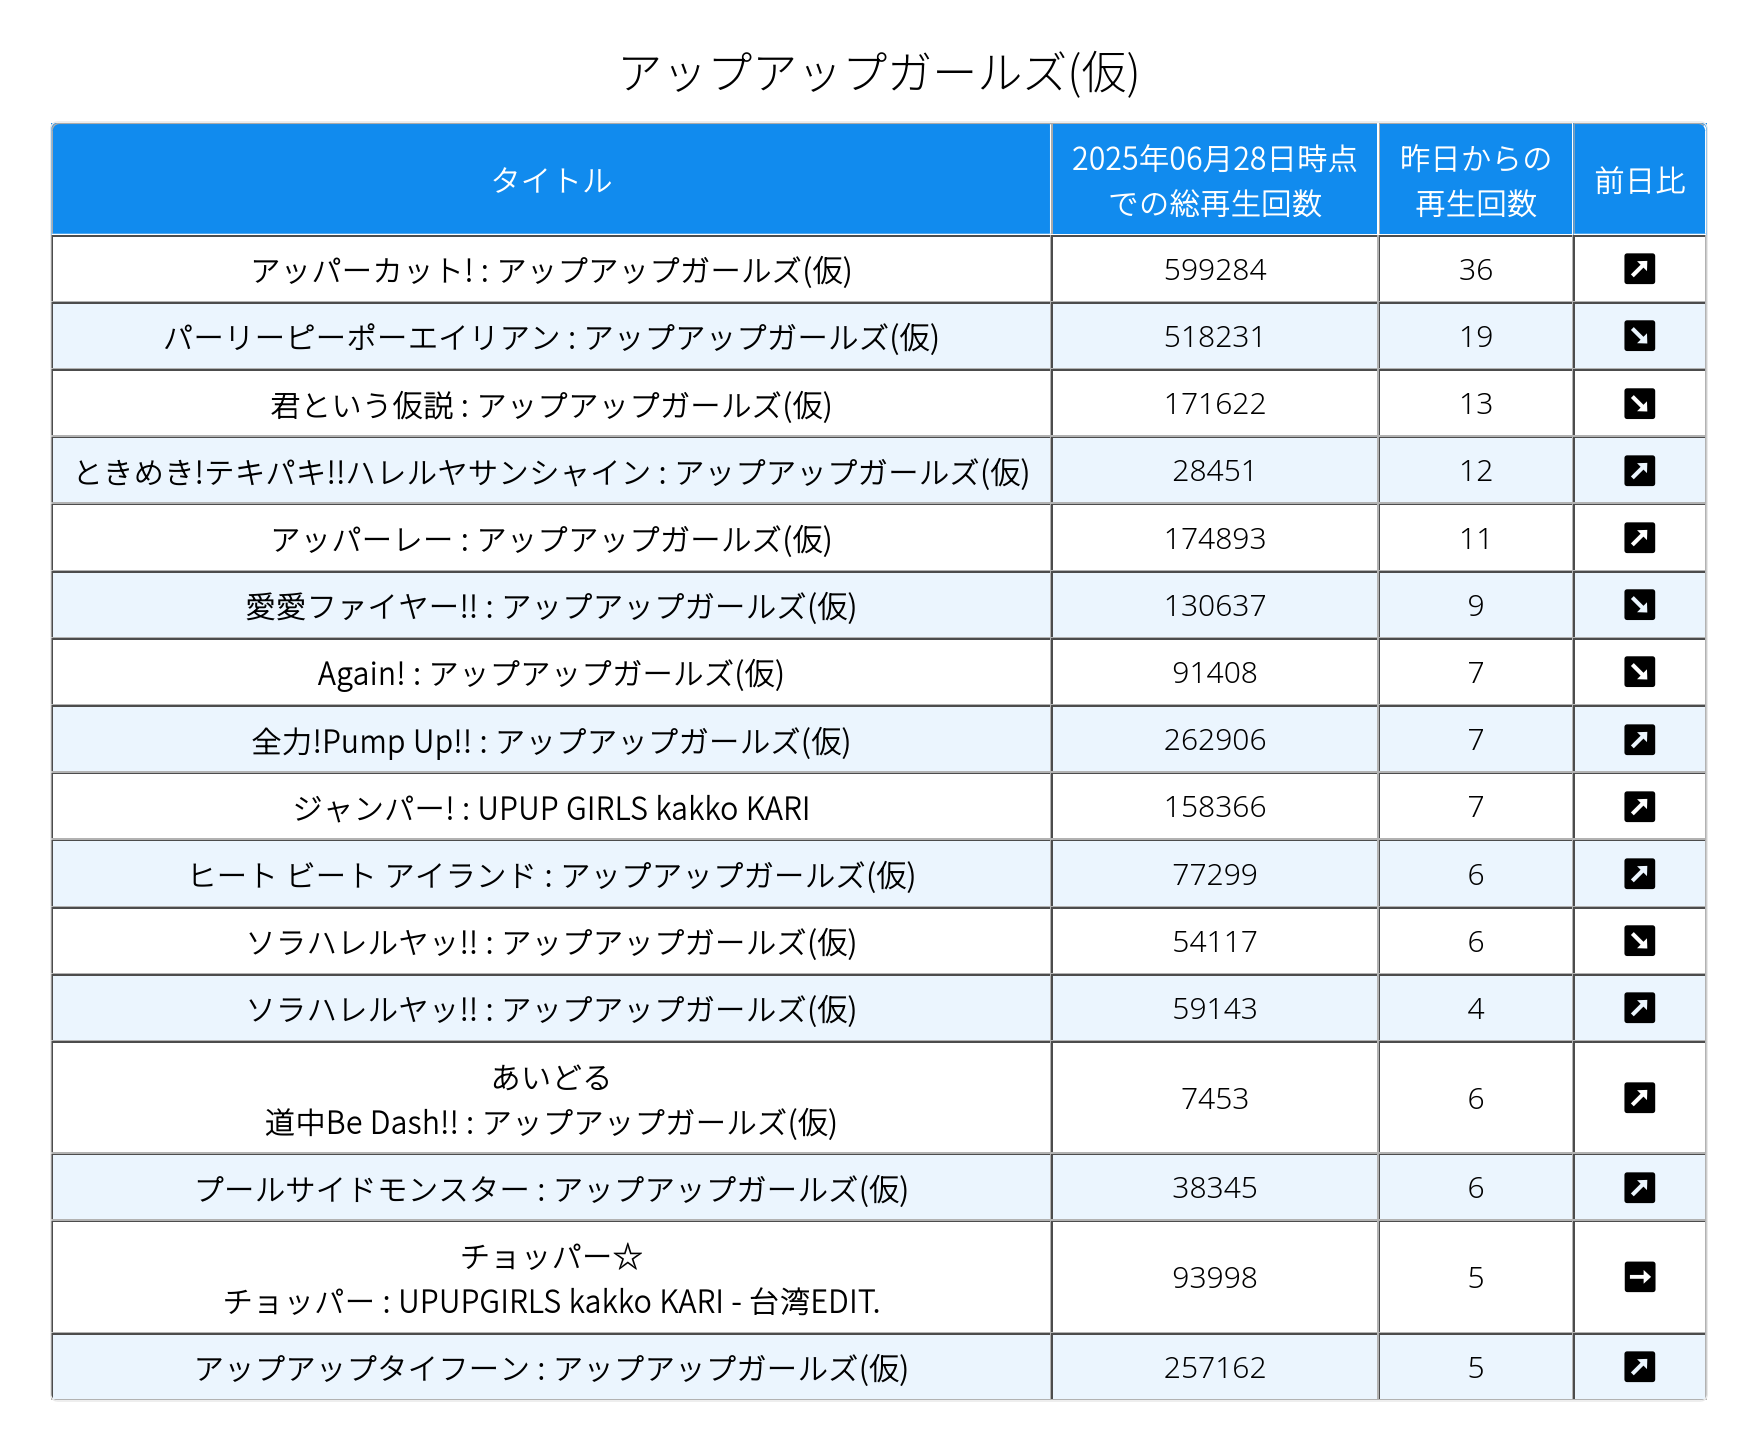 アップアップガールズ(仮)
タイトル 2025年06月28日時点での総再生回数 昨日からの再生回数 前日比
アッパーカット! : アップアップガールズ(仮) 599284 36 ↗
パーリーピーポーエイリアン : アップアップガールズ(仮) 518231 19 ↘
君という仮説 : アップアップガールズ(仮) 171622 13 ↘
ときめき!テキパキ!!ハレルヤサンシャイン : アップアップガールズ(仮) 28451 12 ↗
アッパーレー : アップアップガールズ(仮) 174893 11 ↗
愛愛ファイヤー!! : アップアップガールズ(仮) 130637 9 ↘
Again! : アップアップガールズ(仮) 91408 7 ↘
全力!Pump Up!! : アップアップガールズ(仮) 262906 7 ↗
ジャンパー! : UPUP GIRLS kakko KARI 158366 7 ↗
ヒート ビート アイランド : アップアップガールズ(仮) 77299 6 ↗
ソラハレルヤッ!! : アップアップガールズ(仮) 54117 6 ↘
ソラハレルヤッ!! : アップアップガールズ(仮) 59143 4 ↗
あいどる
道中Be Dash!! : アップアップガールズ(仮) 7453 6 ↗
プールサイドモンスター : アップアップガールズ(仮) 38345 6 ↗
チョッパー☆
チョッパー : UPUPGIRLS kakko KARI - 台湾EDIT. 93998 5 →
アップアップタイフーン : アップアップガールズ(仮) 257162 5 ↗